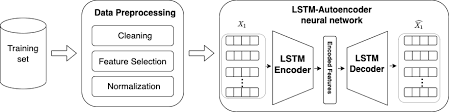 Training
set
Data Preprocessing
Cleaning
Feature Selection
Normalization
LSTM-Autoencoder
neural network
X₁
LSTM
Encoder
Encoded Features
LSTM
Decoder
X̂₁